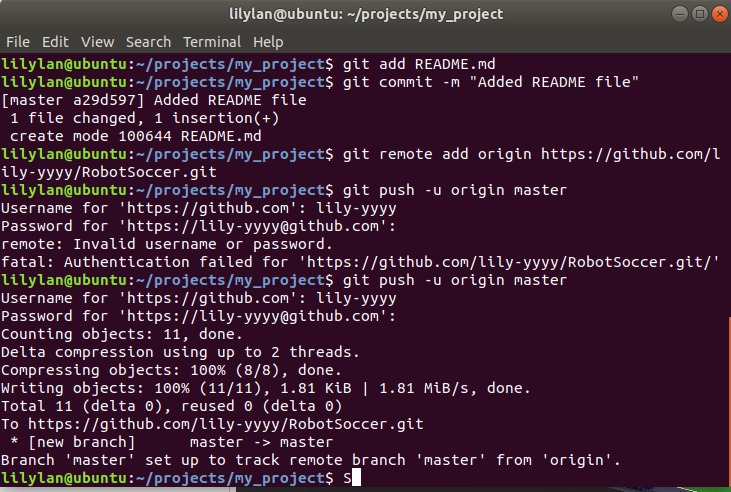 lilylan@ubuntu: ~/projects/my_project
File Edit View Search Terminal Help
lilylan@ubuntu:~/projects/my_project$ git add README.md
lilylan@ubuntu:~/projects/my_project$ git commit -m "Added README file"
[master a29d597] Added README file
 1 file changed, 1 insertion(+)
 create mode 100644 README.md
lilylan@ubuntu:~/projects/my_project$ git remote add origin https://github.com/l
ily-yyyy/RobotSoccer.git
lilylan@ubuntu:~/projects/my_project$ git push -u origin master
Username for 'https://github.com': lily-yyyy
Password for 'https://lily-yyyy@github.com':
remote: Invalid username or password.
fatal: Authentication failed for 'https://github.com/lily-yyyy/RobotSoccer.git/'
lilylan@ubuntu:~/projects/my_project$ git push -u origin master
Username for 'https://github.com': lily-yyyy
Password for 'https://lily-yyyy@github.com':
Counting objects: 11, done.
Delta compression using up to 2 threads.
Compressing objects: 100% (8/8), done.
Writing objects: 100% (11/11), 1.81 KiB | 1.81 MiB/s, done.
Total 11 (delta 0), reused 0 (delta 0)
To https://github.com/lily-yyyy/RobotSoccer.git
 * [new branch]      master -> master
Branch 'master' set up to track remote branch 'master' from 'origin'.
lilylan@ubuntu:~/projects/my_project$ S